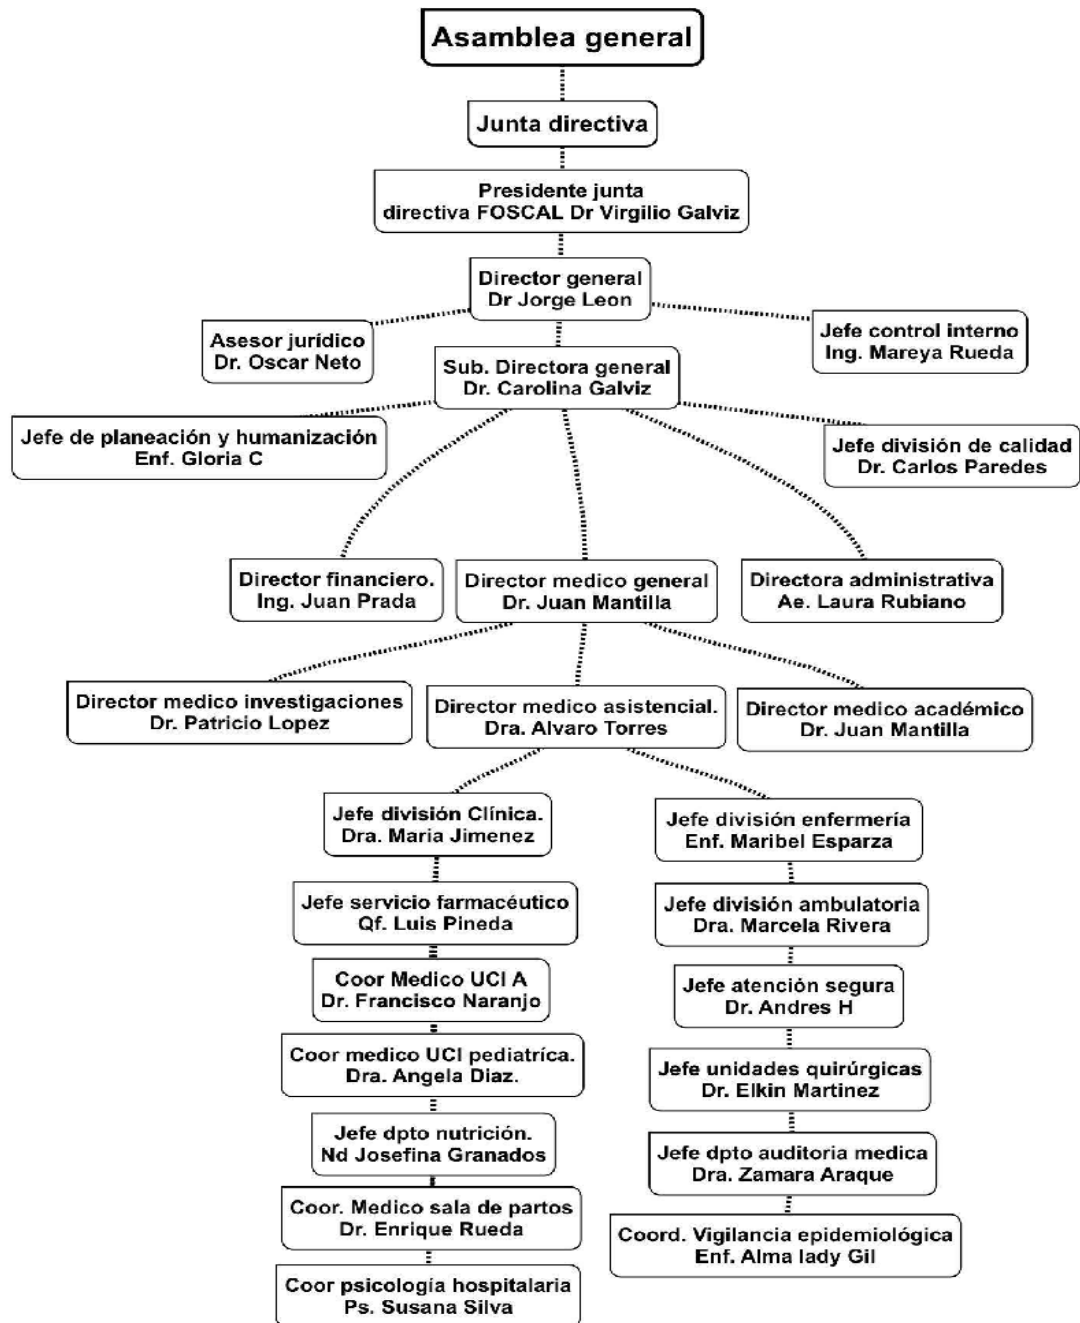 Asamblea general
Junta directiva
Presidente junta
directiva FOSCAL Dr Virgilio Galviz
Director general
Dr Jorge Leon
Asesor jurídico
Dr. Oscar Neto
Jefe control interno
Ing. Mareya Rueda
Sub. Directora general
Dr. Carolina Galviz
Jefe de planeación y humanización
Enf. Gloria C
Jefe división de calidad
Dr. Carlos Paredes
Director financiero.
Ing. Juan Prada
Director medico general
Dr. Juan Mantilla
Directora administrativa
Ae. Laura Rubiano
Director medico investigaciones
Dr. Patricio Lopez
Director medico asistencial.
Dra. Alvaro Torres
Director medico académico
Dr. Juan Mantilla
Jefe división Clínica.
Dra. Maria Jimenez
Jefe división enfermería
Enf. Maribel Esparza
Jefe servicio farmacéutico
Qf. Luis Pineda
Jefe división ambulatoria
Dra. Marcela Rivera
Coor Medico UCI A
Dr. Francisco Naranjo
Jefe atención segura
Dr. Andres H
Coor medico UCI pediatríca.
Dra. Angela Diaz.
Jefe unidades quirúrgicas
Dr. Elkin Martinez
Jefe dpto nutrición.
Nd Josefina Granados
Jefe dpto auditoria medica
Dra. Zamara Araque
Coor. Medico sala de partos
Dr. Enrique Rueda
Coord. Vigilancia epidemiológica
Enf. Alma lady Gil
Coor psicología hospitalaria
Ps. Susana Silva